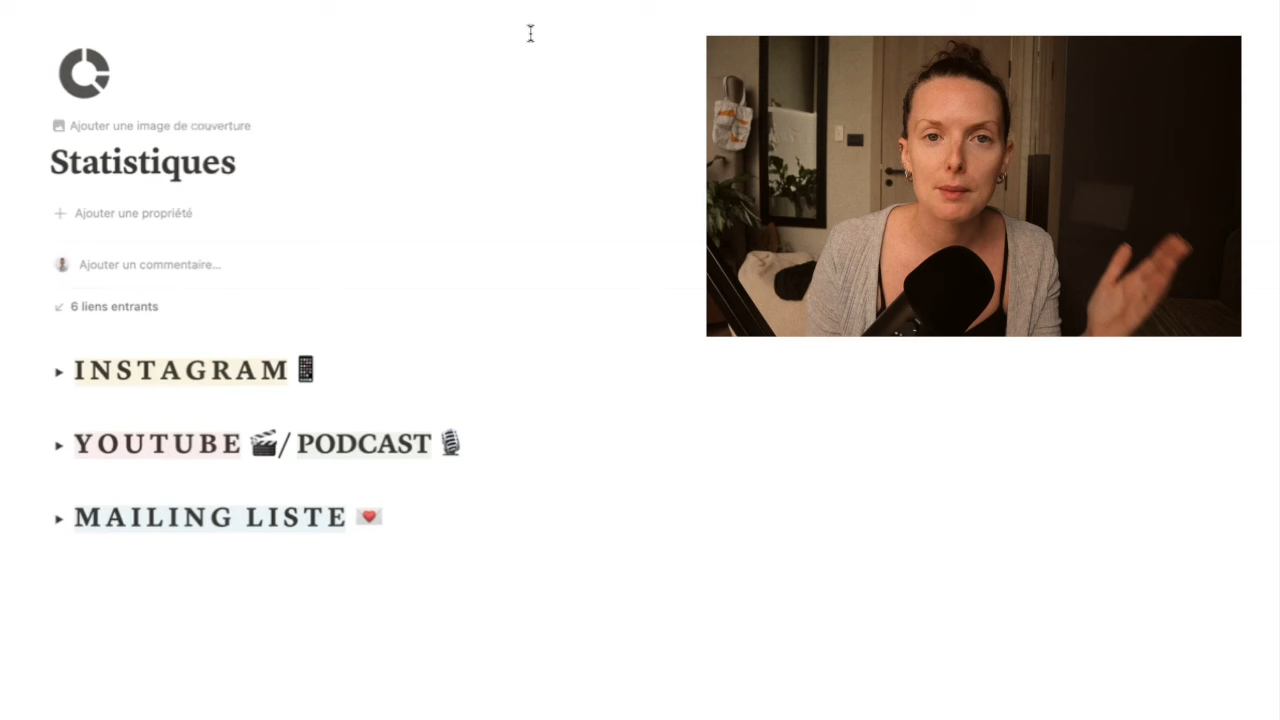 Ajouter une image de couverture
Statistiques
Ajouter une propriété
Ajouter un commentaire...
6 liens entrants
INSTAGRAM 📱
YOUTUBE 🎬/ PODCAST 🎙
MAILING LISTE 💌